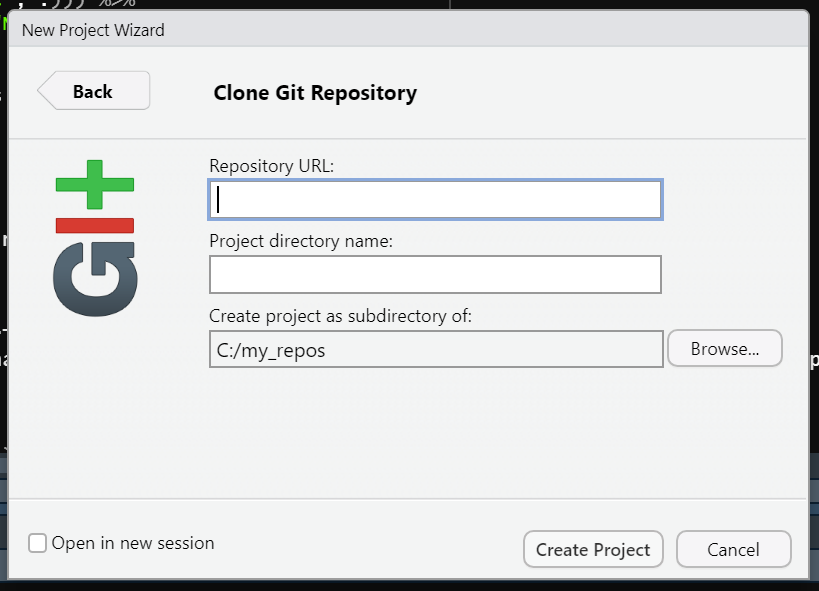 New Project Wizard
Back
Clone Git Repository
Repository URL:
Project directory name:
Create project as subdirectory of:
C:/my_repos
Browse...
GIt
Open in new session
Create Project
Cancel